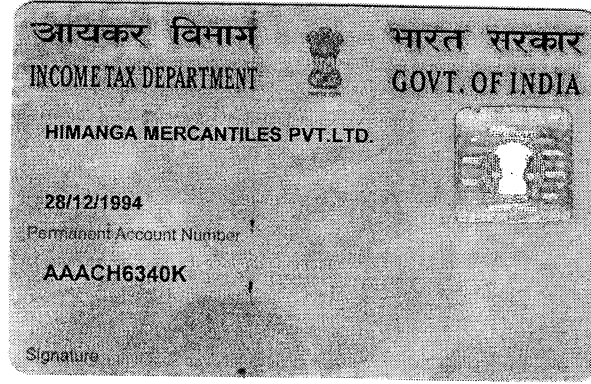 आयकर विभाग
भारत सरकार
INCOME TAX DEPARTMENT
GOVT. OF INDIA
HIMANGA MERCANTILES PVT.LTD.
28/12/1994
Permanent Account Number
AAACH6340K
Signature